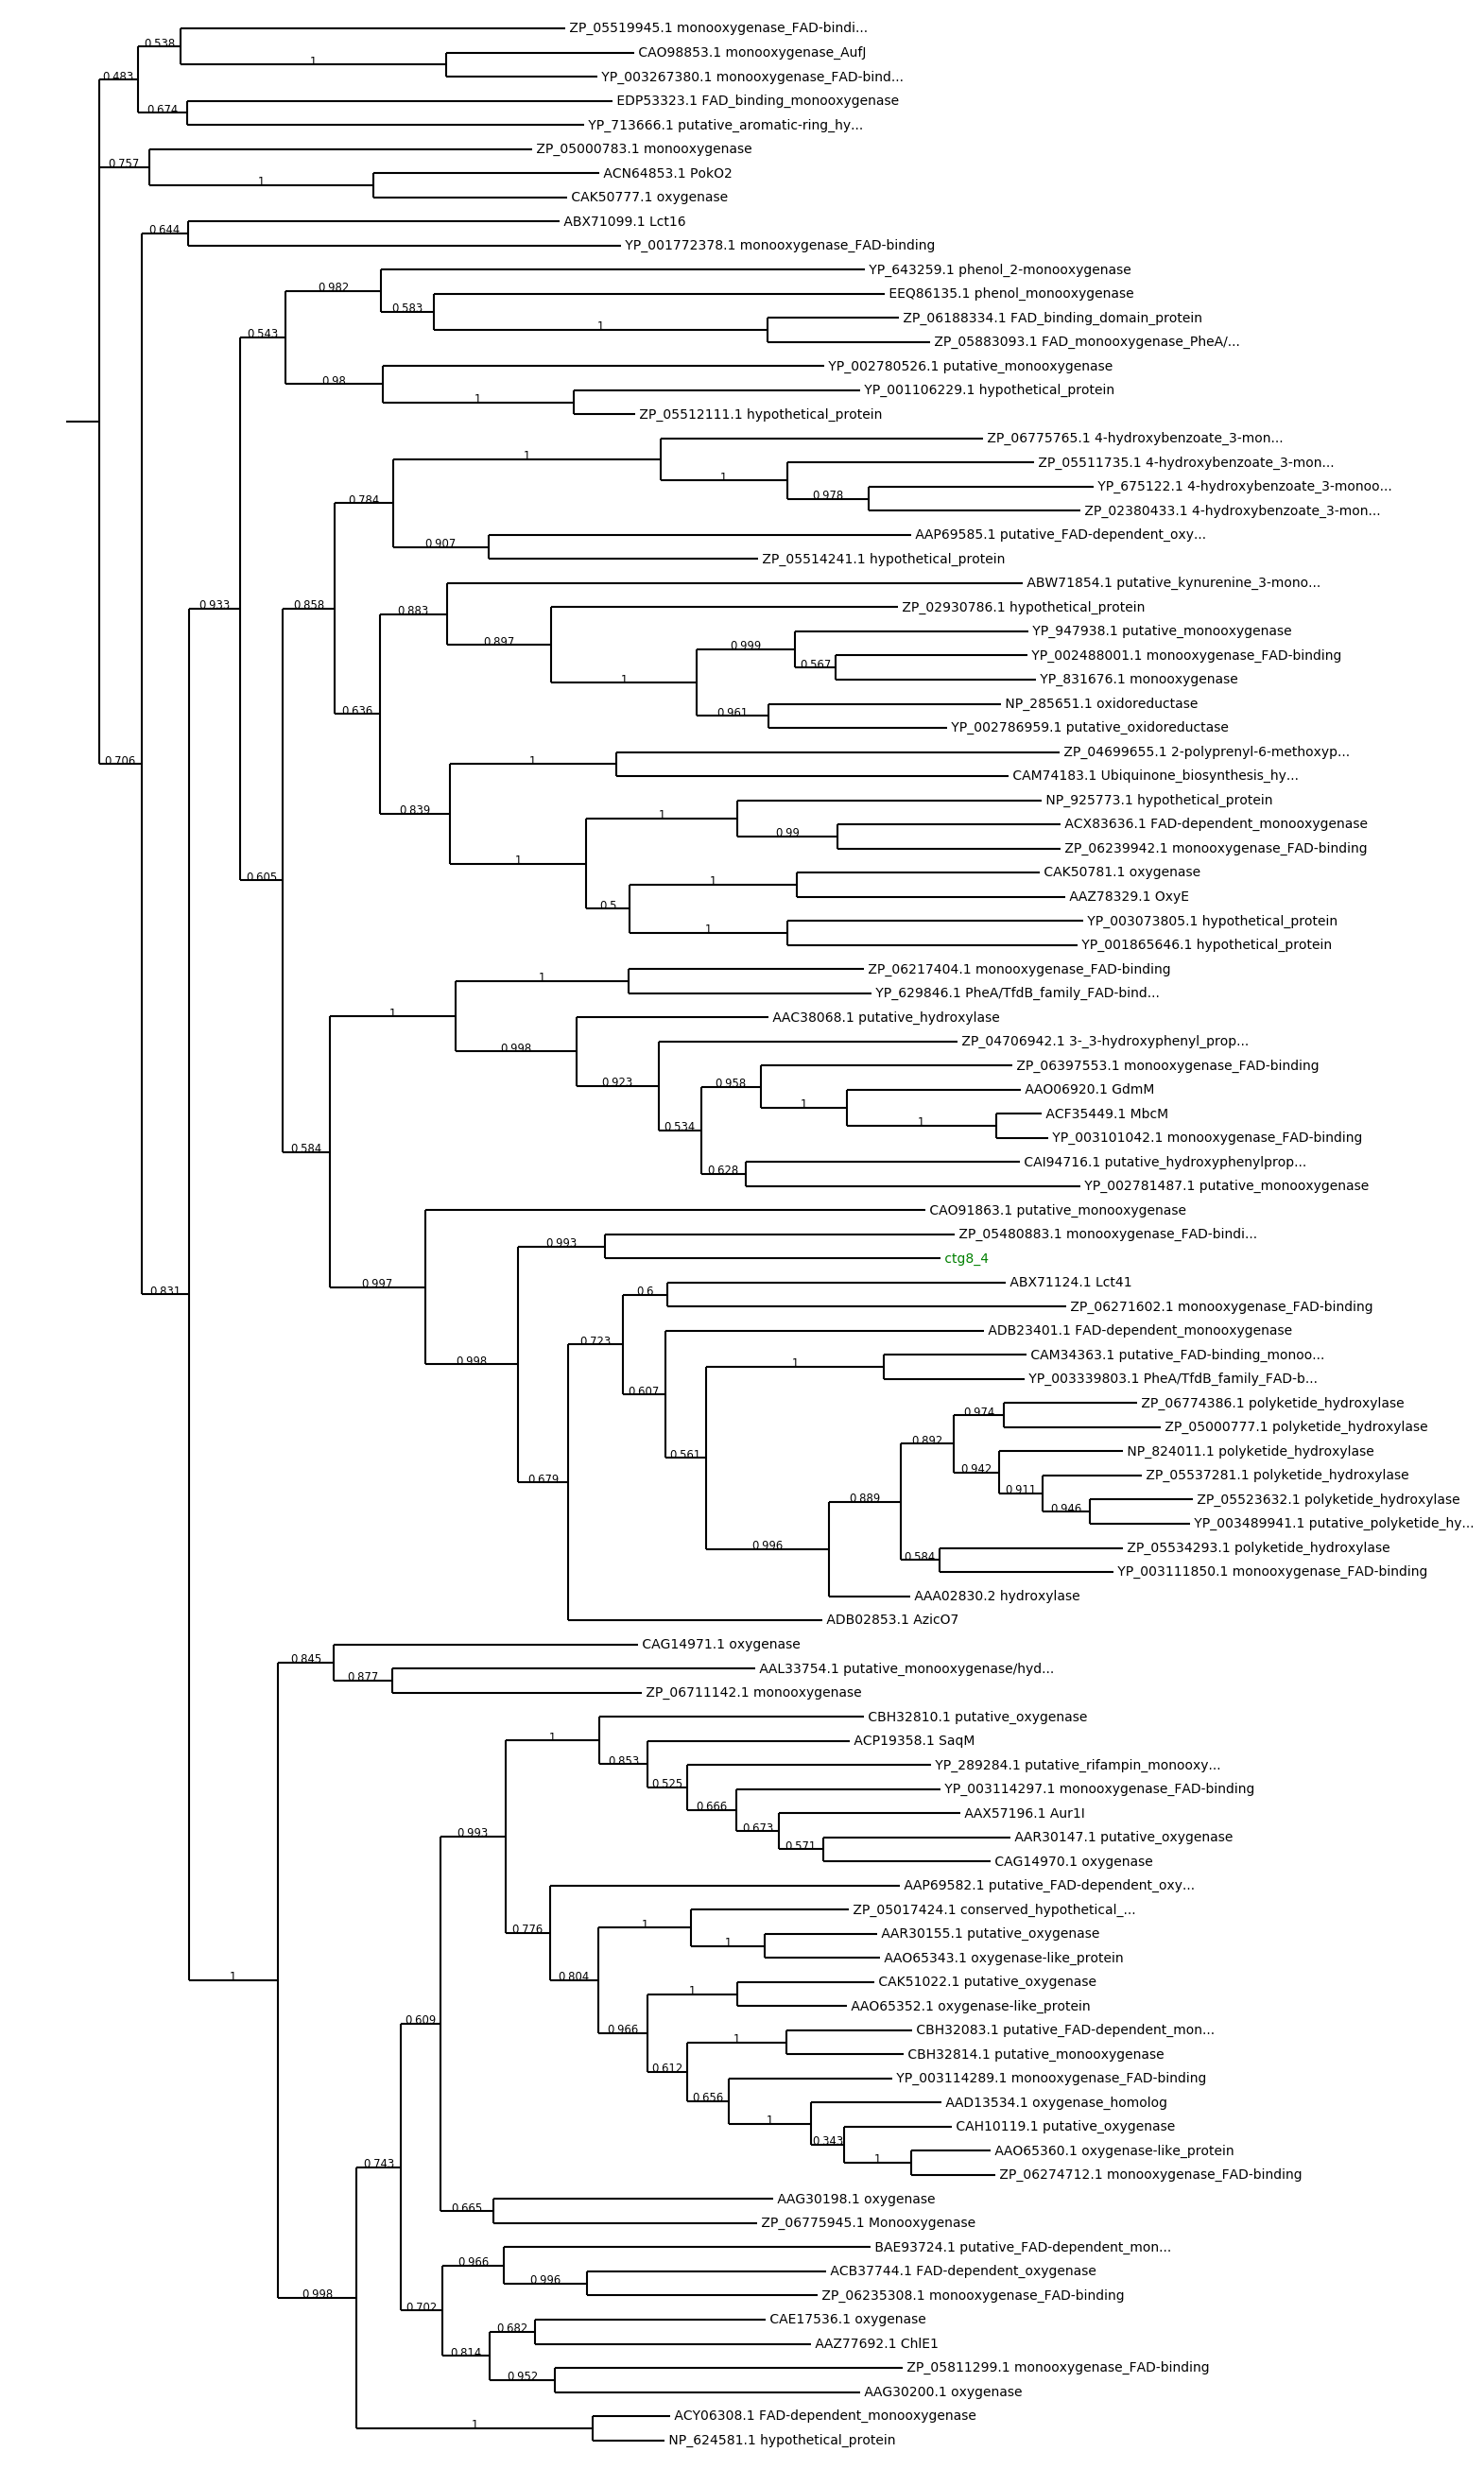 ZP_05519945.1 monooxygenase_FAD-bindi...
0.538
CAO98853.1 monooxygenase_AufJ
1
0.483
YP_003267380.1 monooxygenase_FAD-bind...
EDP53323.1 FAD_binding_monooxygenase
0.674
YP_713666.1 putative_aromatic-ring_hy...
ZP_05000783.1 monooxygenase
0.757
ACN64853.1 PokO2
1
CAK50777.1 oxygenase
ABX71099.1 Lct16
0.644
YP_001772378.1 monooxygenase_FAD-binding
YP_643259.1 phenol_2-monooxygenase
0.982
EEQ86135.1 phenol_monooxygenase
0.583
ZP_06188334.1 FAD_binding_domain_protein
1
0.543
ZP_05883093.1 FAD_monooxygenase_PheA/...
YP_002780526.1 putative_monooxygenase
0.98
YP_001106229.1 hypothetical_protein
1
ZP_05512111.1 hypothetical_protein
ZP_06775765.1 4-hydroxybenzoate_3-mon...
1
ZP_05511735.1 4-hydroxybenzoate_3-mon...
1
YP_675122.1 4-hydroxybenzoate_3-monoo...
0.978
0.784
ZP_02380433.1 4-hydroxybenzoate_3-mon...
AAP69585.1 putative_FAD-dependent_oxy...
0.907
ZP_05514241.1 hypothetical_protein
ABW71854.1 putative_kynurenine_3-mono...
0.933
0.858
0.883
ZP_02930786.1 hypothetical_protein
0.897
YP_947938.1 putative_monooxygenase
0.999
YP_002488001.1 monooxygenase_FAD-binding
0.567
YP_831676.1 monooxygenase
1
NP_285651.1 oxidoreductase
0.636
0.961
YP_002786959.1 putative_oxidoreductase
ZP_04699655.1 2-polyprenyl-6-methoxyp...
0.706
1
CAM74183.1 Ubiquinone_biosynthesis_hy...
NP_925773.1 hypothetical_protein
0.839
1
ACX83636.1 FAD-dependent_monooxygenase
0.99
ZP_06239942.1 monooxygenase_FAD-binding
1
CAK50781.1 oxygenase
0.605
1
AAZ78329.1 OxyE
0.5
YP_003073805.1 hypothetical_protein
1
YP_001865646.1 hypothetical_protein
ZP_06217404.1 monooxygenase_FAD-binding
1
YP_629846.1 PheA/TfdB_family_FAD-bind...
1
AAC38068.1 putative_hydroxylase
0.998
ZP_04706942.1 3-_3-hydroxyphenyl_prop...
0.923
ZP_06397553.1 monooxygenase_FAD-binding
0.958
AAO06920.1 GdmM
1
ACF35449.1 MbcM
1
0.534
YP_003101042.1 monooxygenase_FAD-binding
0.584
CAI94716.1 putative_hydroxyphenylprop...
0.628
YP_002781487.1 putative_monooxygenase
CAO91863.1 putative_monooxygenase
ZP_05480883.1 monooxygenase_FAD-bindi...
0.993
ctg8_4
0.831
0.997
ABX71124.1 Lct41
0.6
ZP_06271602.1 monooxygenase_FAD-binding
ADB23401.1 FAD-dependent_monooxygenase
0.723
CAM34363.1 putative_FAD-binding_monoo...
0.998
1
YP_003339803.1 PheA/TfdB_family_FAD-b...
0.607
ZP_06774386.1 polyketide_hydroxylase
0.974
ZP_05000777.1 polyketide_hydroxylase
0.892
NP_824011.1 polyketide_hydroxylase
0.561
0.942
ZP_05537281.1 polyketide_hydroxylase
0.679
0.911
ZP_05523632.1 polyketide_hydroxylase
0.889
0.946
YP_003489941.1 putative_polyketide_hy...
ZP_05534293.1 polyketide_hydroxylase
0.996
0.584
YP_003111850.1 monooxygenase_FAD-binding
AAA02830.2 hydroxylase
ADB02853.1 AzicO7
CAG14971.1 oxygenase
0.845
AAL33754.1 putative_monooxygenase/hyd...
0.877
ZP_06711142.1 monooxygenase
CBH32810.1 putative_oxygenase
1
ACP19358.1 SaqM
0.853
YP_289284.1 putative_rifampin_monooxy...
0.525
YP_003114297.1 monooxygenase_FAD-binding
0.666
AAX57196.1 Aur1I
0.673
0.993
AAR30147.1 putative_oxygenase
0.571
CAG14970.1 oxygenase
AAP69582.1 putative_FAD-dependent_oxy...
ZP_05017424.1 conserved_hypothetical_...
1
0.776
AAR30155.1 putative_oxygenase
1
AAO65343.1 oxygenase-like_protein
1
0.804
CAK51022.1 putative_oxygenase
1
AAO65352.1 oxygenase-like_protein
0.609
0.966
CBH32083.1 putative_FAD-dependent_mon...
1
CBH32814.1 putative_monooxygenase
0.612
YP_003114289.1 monooxygenase_FAD-binding
0.656
AAD13534.1 oxygenase_homolog
1
CAH10119.1 putative_oxygenase
0.343
AAO65360.1 oxygenase-like_protein
1
0.743
ZP_06274712.1 monooxygenase_FAD-binding
AAG30198.1 oxygenase
0.665
ZP_06775945.1 Monooxygenase
BAE93724.1 putative_FAD-dependent_mon...
0.966
ACB37744.1 FAD-dependent_oxygenase
0.996
0.998
ZP_06235308.1 monooxygenase_FAD-binding
0.702
CAE17536.1 oxygenase
0.682
AAZ77692.1 ChlE1
0.814
ZP_05811299.1 monooxygenase_FAD-binding
0.952
AAG30200.1 oxygenase
ACY06308.1 FAD-dependent_monooxygenase
1
NP_624581.1 hypothetical_protein